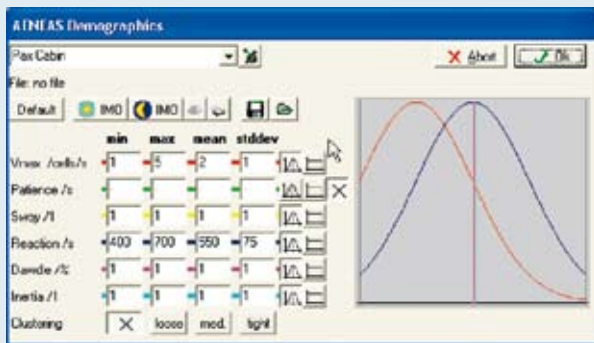 AENEAS Demographics
Pax Cabin
Abort Ok
File: no file
Default IMO IMO
min max mean stddev
Vmax /cells/s 1 5 2 1
Patience /s
Sway /1 1 1 1 1
Reaction /s 400 700 550 75
Dawdle /% 1 1 1 1
Inertia /1 1 1 1 1
Clustering loose med. tight